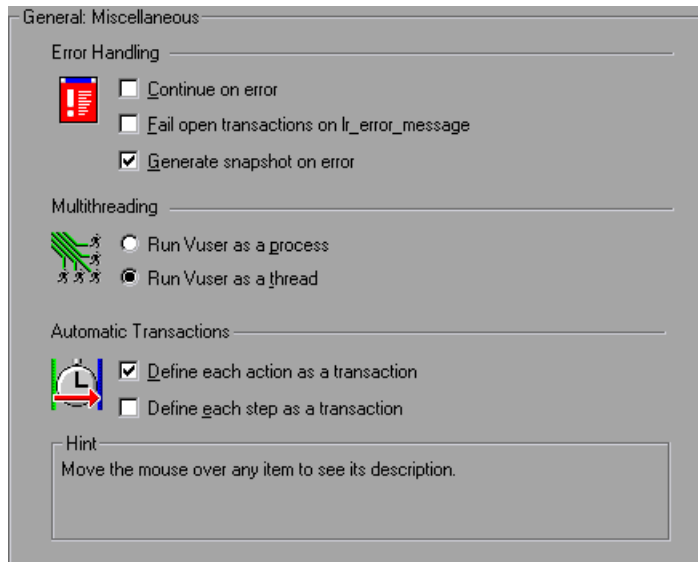 General: Miscellaneous
Error Handling
Continue on error
Fail open transactions on lr_error_message
Generate snapshot on error
Multithreading
Run Vuser as a process
Run Vuser as a thread
Automatic Transactions
Define each action as a transaction
Define each step as a transaction
Hint
Move the mouse over any item to see its description.